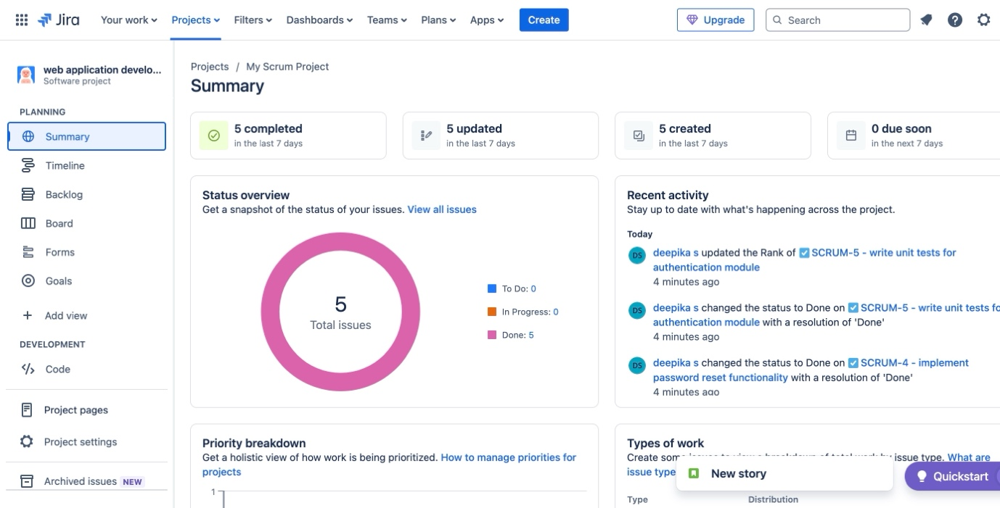 Jira
Your work
Projects
Filters
Dashboards
Teams
Plans
Apps
Create
Upgrade
Search
web application develo...
Software project
PLANNING
Summary
Timeline
Backlog
Board
Forms
Goals
Add view
DEVELOPMENT
Code
Project pages
Project settings
Archived issues NEW
Projects / My Scrum Project
Summary
5 completed
in the last 7 days
5 updated
in the last 7 days
5 created
in the last 7 days
0 due soon
in the next 7 days
Status overview
Get a snapshot of the status of your issues. View all issues
5
Total issues
To Do: 0
In Progress: 0
Done: 5
Recent activity
Stay up to date with what's happening across the project.
Today
DS
deepika s updated the Rank of SCRUM-5 - write unit tests for
authentication module
4 minutes ago
DS
deepika s changed the status to Done on SCRUM-5 - write unit tests fo
authentication module with a resolution of 'Done'
4 minutes ago
DS
deepika s changed the status to Done on SCRUM-4 - implement
password reset functionality with a resolution of 'Done'
4 minutes ago
Priority breakdown
Get a holistic view of how work is being prioritized. How to manage priorities for
projects
1
Types of work
Create some issues to view a breakdown of total work by issue type. What are
issue type
New story
Quickstart
Type Distribution